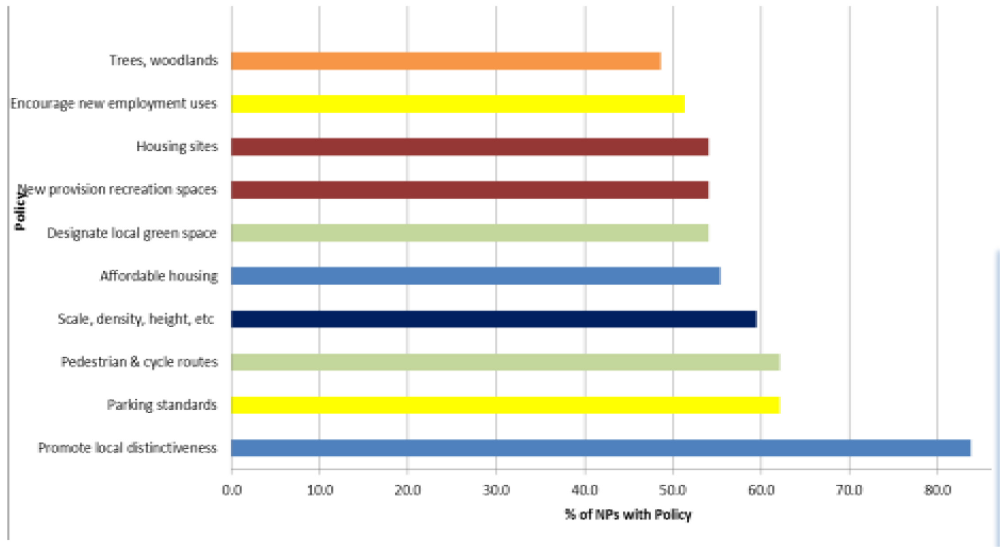 Trees, woodlands
Encourage new employment uses
Housing sites
New provision recreation spaces
Policy
Designate local green space
Affordable housing
Scale, density, height, etc
Pedestrian & cycle routes
Parking standards
Promote local distinctiveness
0.0 10.0 20.0 30.0 40.0 50.0 60.0 70.0 80.0
% of NPs with Policy